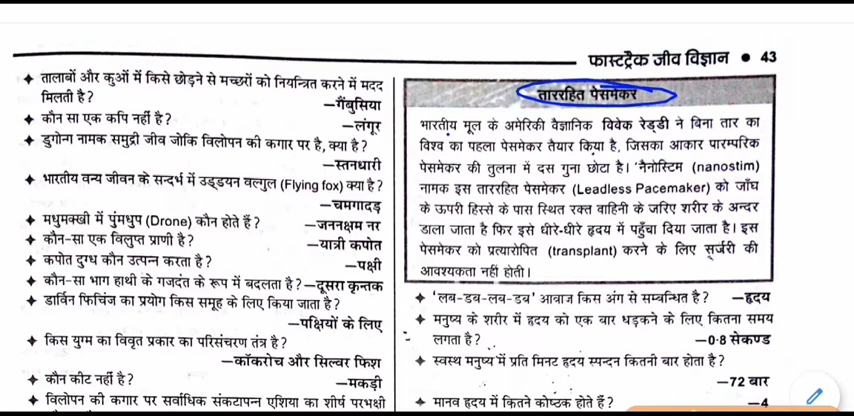 फास्टट्रैक जीव विज्ञान ● 43
✦ तालाबों और कुओं में किसे छोड़ने से मच्छरों को नियन्त्रित करने में मदद
मिलती है?
—गैंबुसिया
✦ कौन सा एक कपि नहीं है?
—लंगूर
✦ डुगोन्ग नामक समुद्री जीव जोकि विलोपन की कगार पर है, क्या है?
—स्तनधारी
✦ भारतीय वन्य जीवन के सन्दर्भ में उड्डयन वल्गुल (Flying fox) क्या है?
—चमगादड़
✦ मधुमक्खी में पुंमधुप (Drone) कौन होते हैं?
—जननक्षम नर
✦ कौन-सा एक विलुप्त प्राणी है?
—यात्री कपोत
✦ कपोत दुग्ध कौन उत्पन्न करता है?
—पक्षी
✦ कौन-सा भाग हाथी के गजदंत के रूप में बदलता है?—दूसरा कृन्तक
✦ डार्विन फिचिंज का प्रयोग किस समूह के लिए किया जाता है?
—पक्षियों के लिए
✦ किस युग्म का विवृत प्रकार का परिसंचरण तंत्र है?
—कॉकरोच और सिल्वर फिश
✦ कौन कीट नहीं है?
—मकड़ी
✦ विलोपन की कगार पर सर्वाधिक संकटापन्न एशिया का शीर्ष परभक्षी
ताररहित पेसमेकर
भारतीय मूल के अमेरिकी वैज्ञानिक विवेक रेड्डी ने बिना तार का
विश्व का पहला पेसमेकर तैयार किया है, जिसका आकार पारम्परिक
पेसमेकर की तुलना में दस गुना छोटा है। 'नैनोस्टिम (nanostim)
नामक इस ताररहित पेसमेकर (Leadless Pacemaker) को जाँघ
के ऊपरी हिस्से के पास स्थित रक्त वाहिनी के जरिए शरीर के अन्दर
डाला जाता है फिर इसे धीरे-धीरे हृदय में पहुँचा दिया जाता है। इस
पेसमेकर को प्रत्यारोपित (transplant) करने के लिए सर्जरी की
आवश्यकता नहीं होती।
✦ 'लब-डब-लब-डब' आवाज किस अंग से सम्बन्धित है? —हृदय
✦ मनुष्य के शरीर में हृदय को एक बार धड़कने के लिए कितना समय
लगता है?
—0·8 सेकण्ड
✦ स्वस्थ मनुष्य में प्रति मिनट हृदय स्पन्दन कितनी बार होता है?
—72 बार
✦ मानव हृदय में कितने कोष्ठक होते हैं?
—4